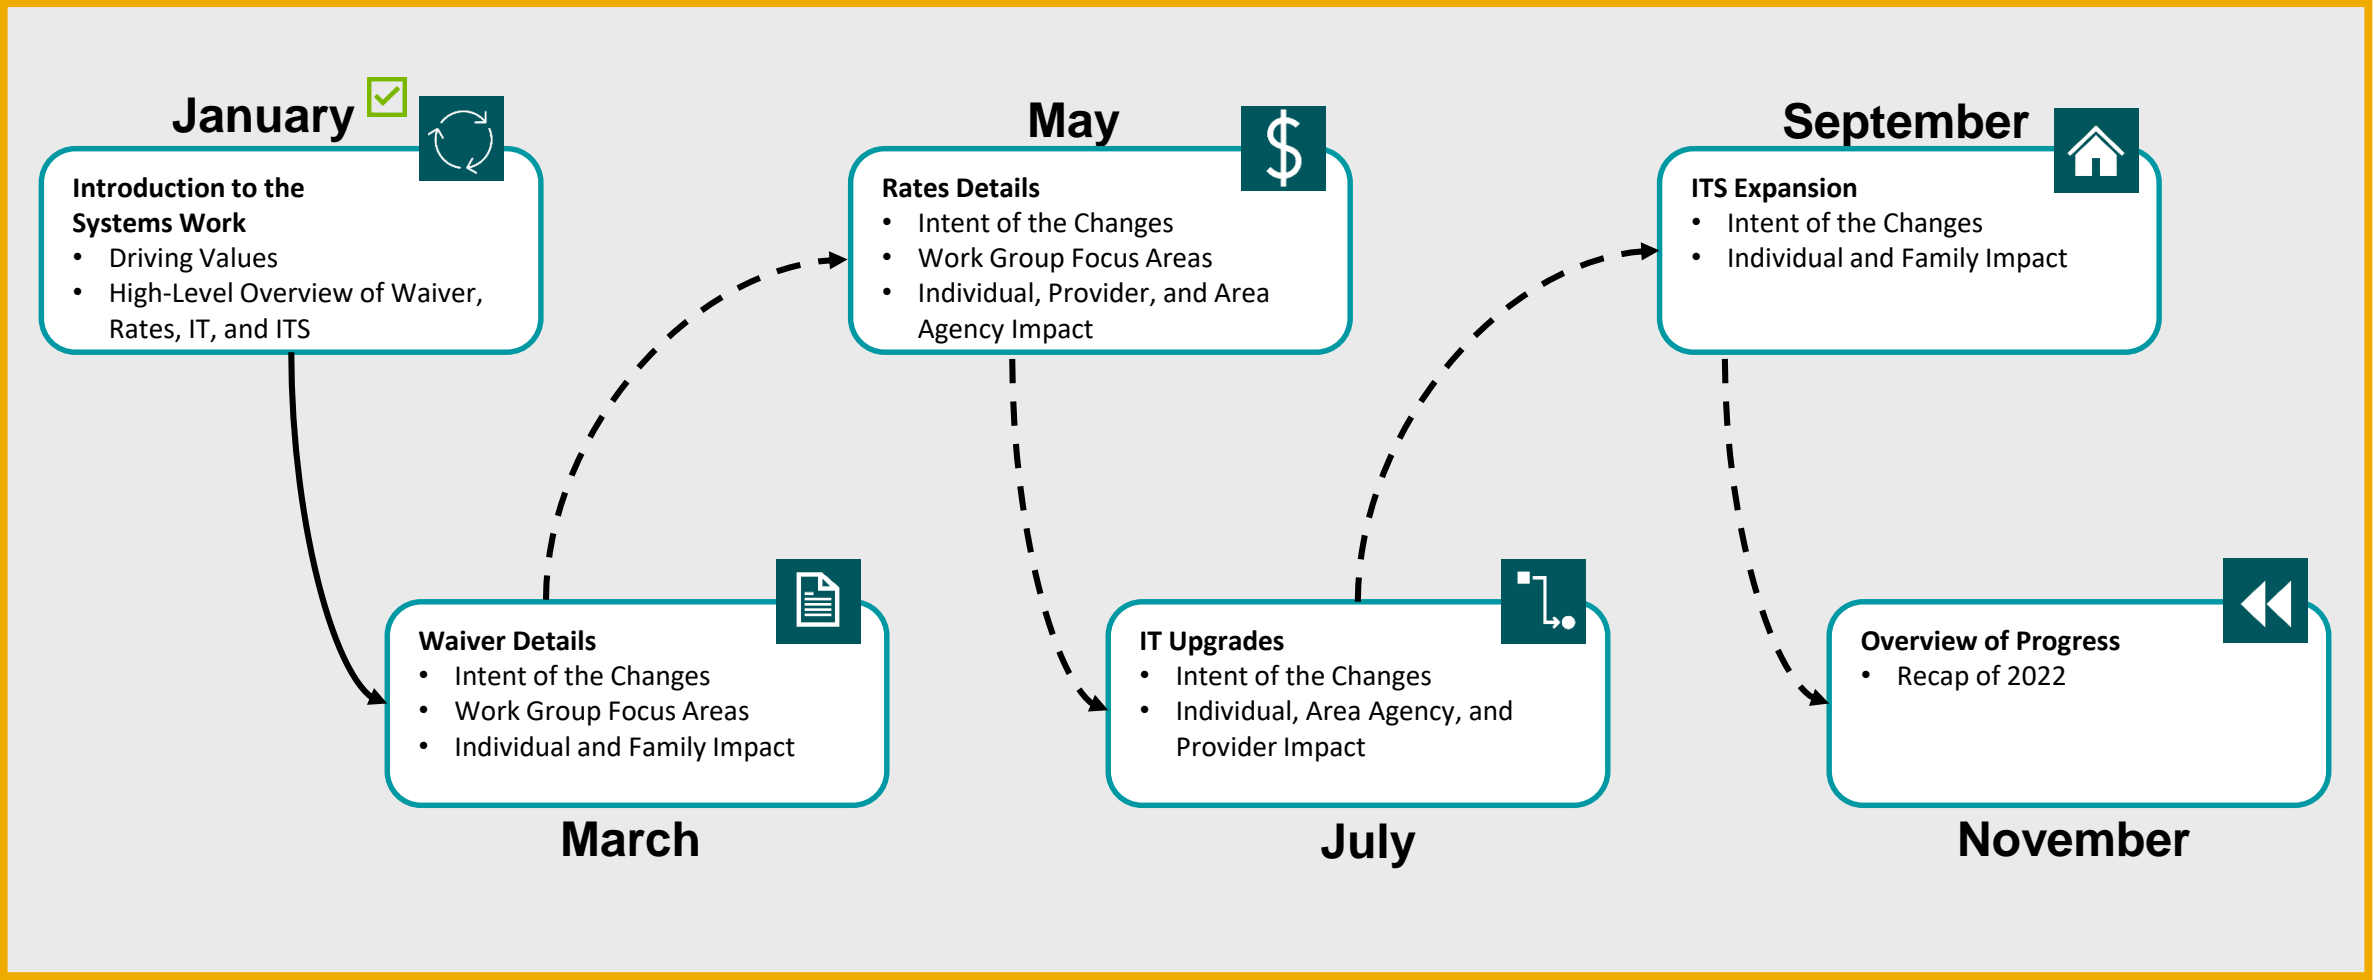 January
Introduction to the
Systems Work
• Driving Values
• High-Level Overview of Waiver,
Rates, IT, and ITS
March
Waiver Details
• Intent of the Changes
• Work Group Focus Areas
• Individual and Family Impact
May
$
Rates Details
• Intent of the Changes
• Work Group Focus Areas
• Individual, Provider, and Area
Agency Impact
July
IT Upgrades
• Intent of the Changes
• Individual, Area Agency, and
Provider Impact
September
ITS Expansion
• Intent of the Changes
• Individual and Family Impact
November
Overview of Progress
• Recap of 2022